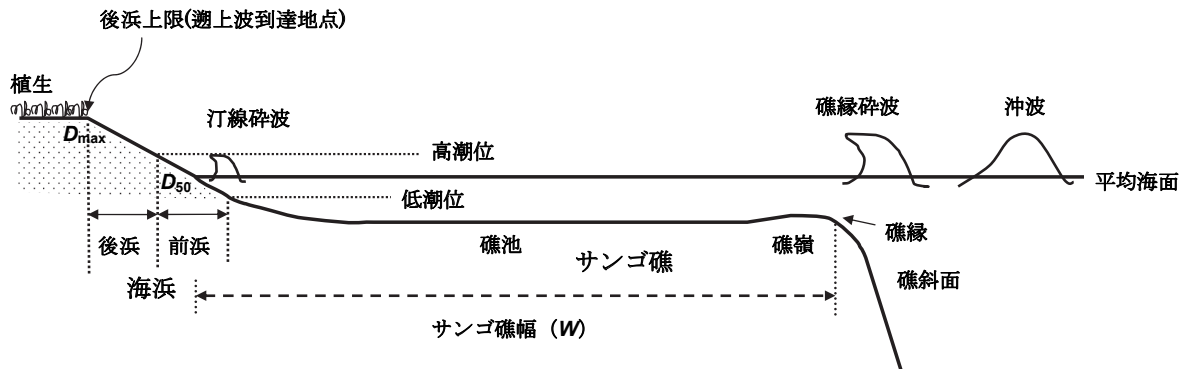 後浜上限(遡上波到達地点)
植生
Dmax
汀線砕波
高潮位
礁縁砕波
沖波
D50
平均海面
低潮位
後浜
前浜
海浜
礁池
サンゴ礁
礁嶺
礁縁
礁斜面
サンゴ礁幅（W）